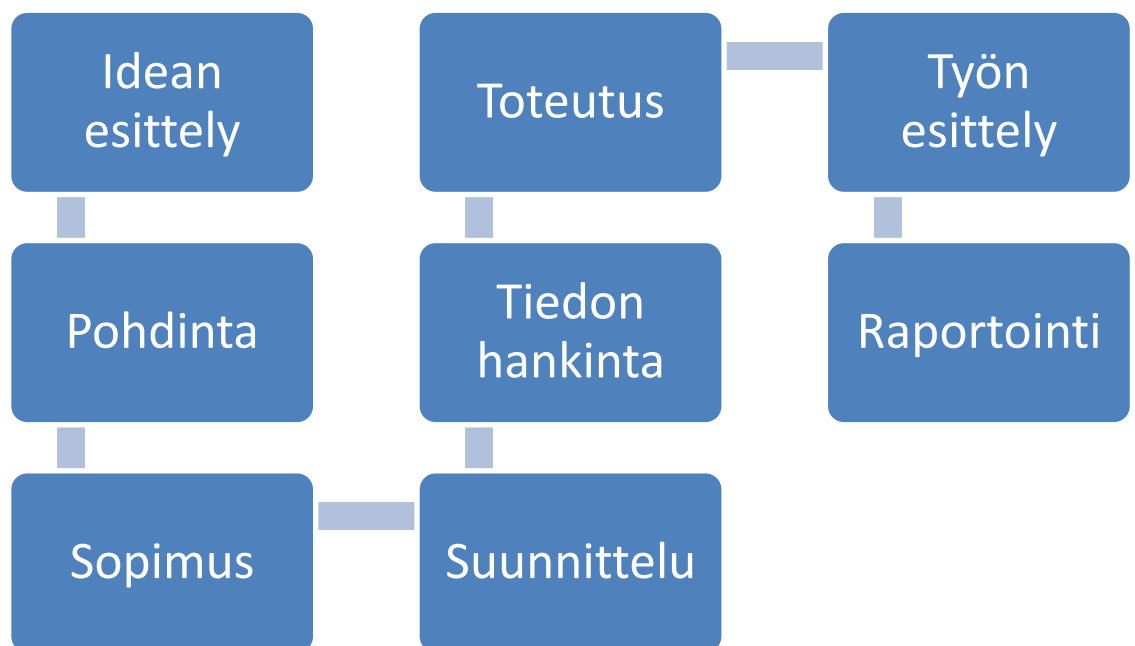 Idean
esittely
Pohdinta
Sopimus
Suunnittelu
Tiedon
hankinta
Toteutus
Työn
esittely
Raportointi